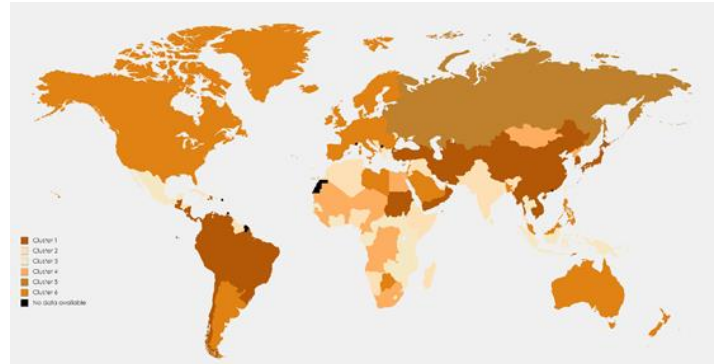 Cluster 1
Cluster 2
Cluster 3
Cluster 4
Cluster 5
Cluster 6
No data available